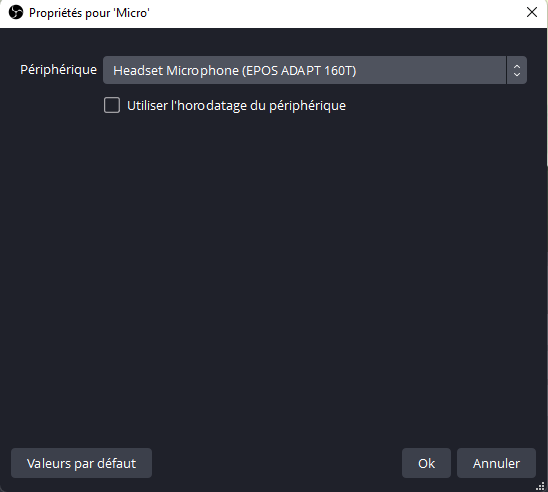 Propriétés pour 'Micro'
Périphérique Headset Microphone (EPOS ADAPT 160T)
Utiliser l'horodatage du périphérique
Valeurs par défaut Ok Annuler